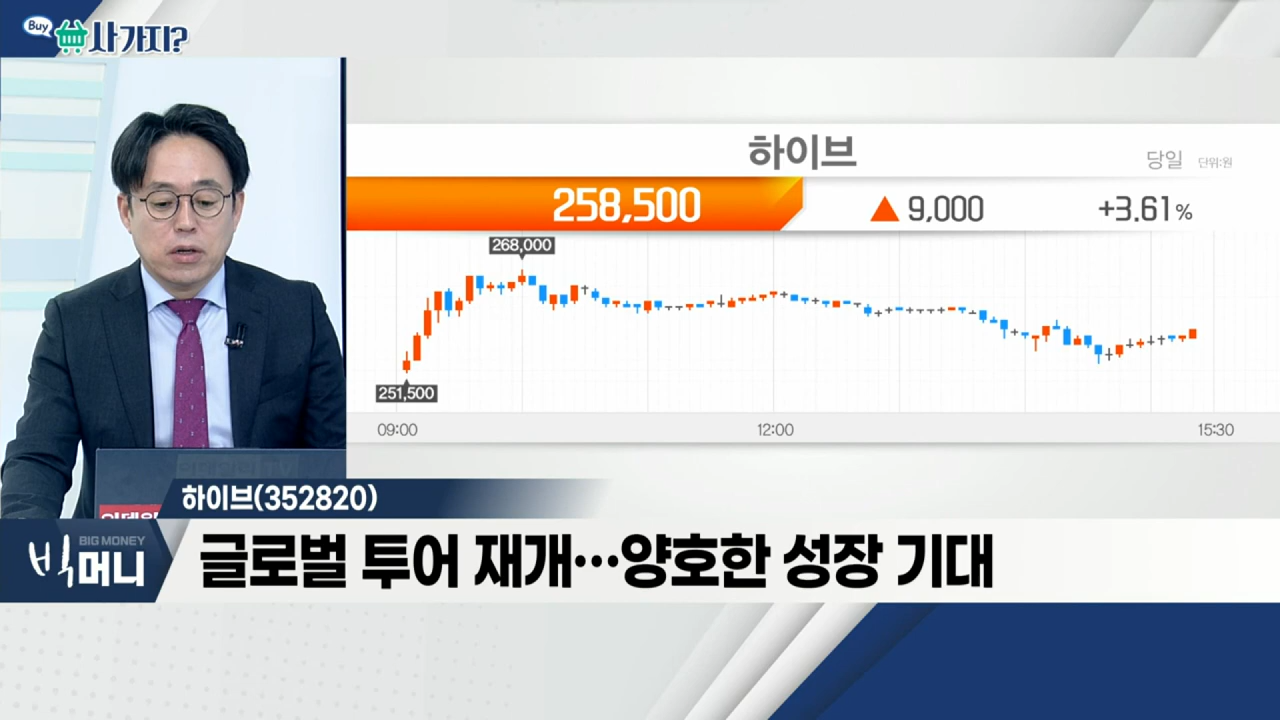 Buy 사가지?
하이브
당일 단위:원
258,500 ▲ 9,000 +3.61%
268,000
251,500
09:00 12:00 15:30
하이브(352820)
BIG MONEY
빅머니
글로벌 투어 재개…양호한 성장 기대